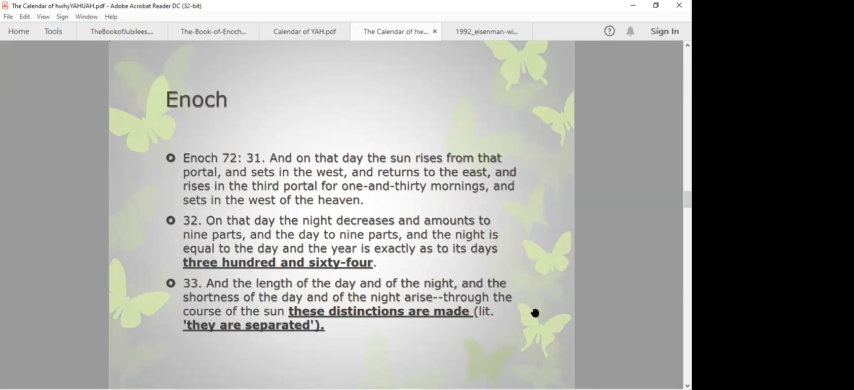 The Calendar of hwhyYAHUAH.pdf - Adobe Acrobat Reader DC (32-bit)
File Edit View Sign Window Help
Home Tools TheBookofJubilees... The-Book-of-Enoch... Calendar of YAH.pdf The Calendar of hw... × 1992_eisenman-wi... Sign In
Enoch
Enoch 72: 31. And on that day the sun rises from that
portal, and sets in the west, and returns to the east, and
rises in the third portal for one-and-thirty mornings, and
sets in the west of the heaven.
32. On that day the night decreases and amounts to
nine parts, and the day to nine parts, and the night is
equal to the day and the year is exactly as to its days
three hundred and sixty-four.
33. And the length of the day and of the night, and the
shortness of the day and of the night arise--through the
course of the sun these distinctions are made (lit.
'they are separated').